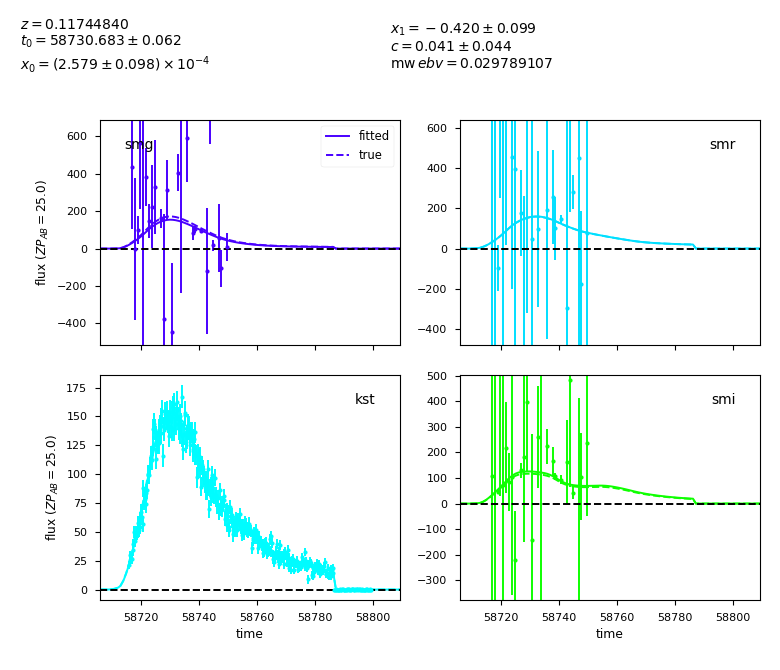 z = 0.11744840
t₀ = 58730.683 ± 0.062
x₀ = (2.579 ± 0.098) × 10⁻⁴
x₁ = −0.420 ± 0.099
c = 0.041 ± 0.044
mw ebv = 0.029789107
smg
fitted
true
600
400
200
0
−200
−400
flux (ZP_AB = 25.0)
smr
600
400
200
0
−200
−400
kst
175
150
125
100
75
50
25
0
flux (ZP_AB = 25.0)
58720 58740 58760 58780 58800
time
smi
500
400
300
200
100
0
−100
−200
−300
58720 58740 58760 58780 58800
time